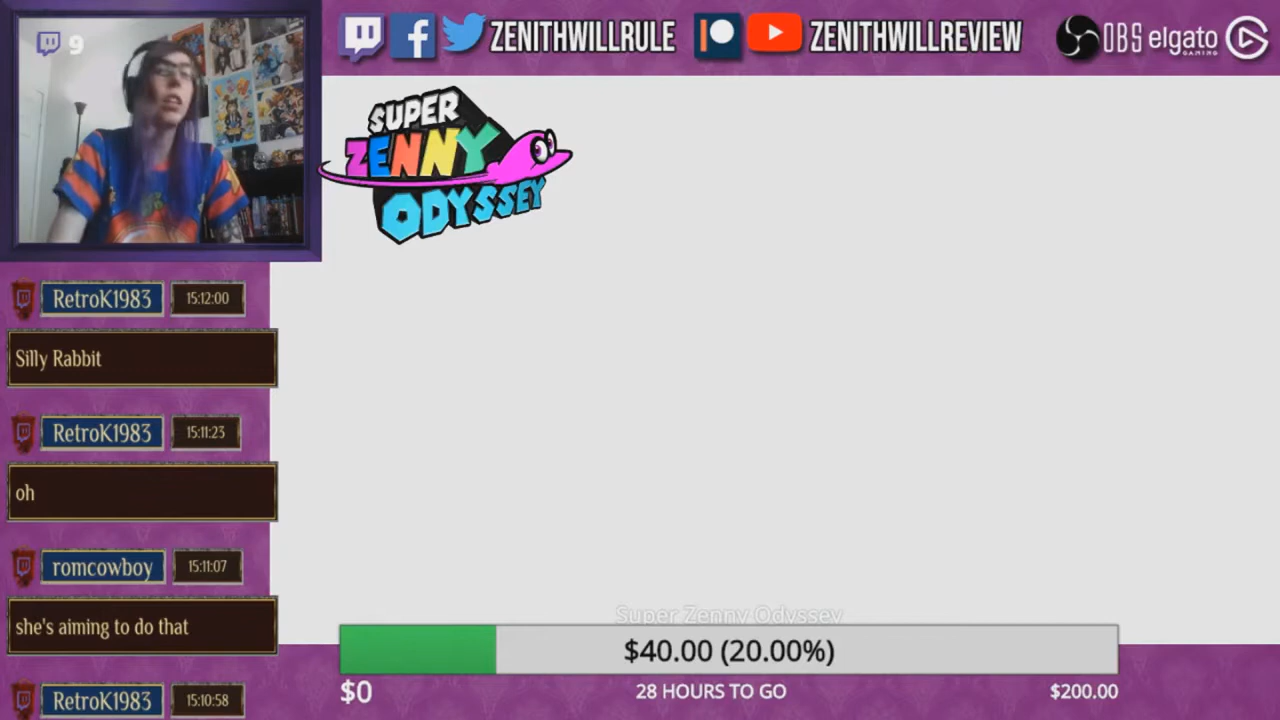 9
ZENITHWILLRULE
ZENITHWILLREVIEW
OBS elgato
GAMING
SUPER
ZENNY
ODYSSEY
RetroK1983 15:12:00
Silly Rabbit
RetroK1983 15:11:23
oh
romcowboy 15:11:07
she's aiming to do that
RetroK1983 15:10:58
Super Zenny Odyssey
$40.00 (20.00%)
$0 28 HOURS TO GO $200.00